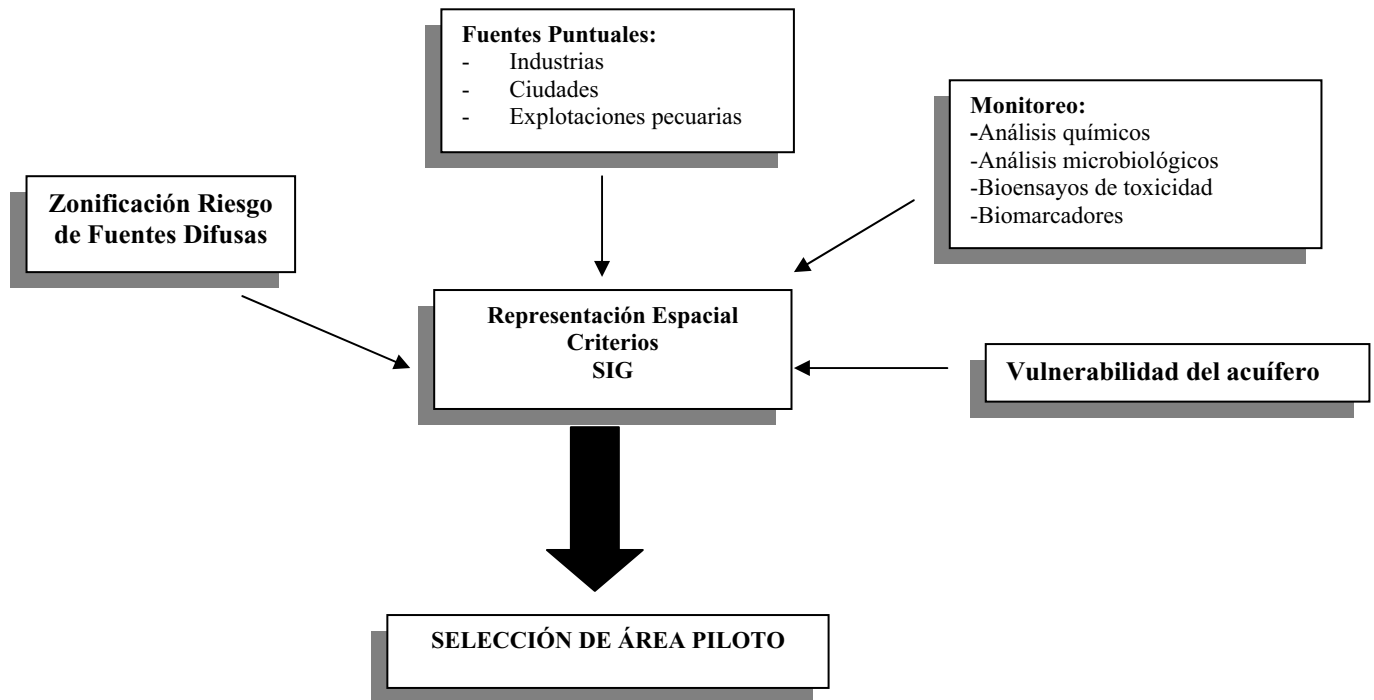 Fuentes Puntuales:
- Industrias
- Ciudades
- Explotaciones pecuarias
Monitoreo:
-Análisis químicos
-Análisis microbiológicos
-Bioensayos de toxicidad
-Biomarcadores
Zonificación Riesgo
de Fuentes Difusas
Representación Espacial
Criterios
SIG
Vulnerabilidad del acuífero
SELECCIÓN DE ÁREA PILOTO